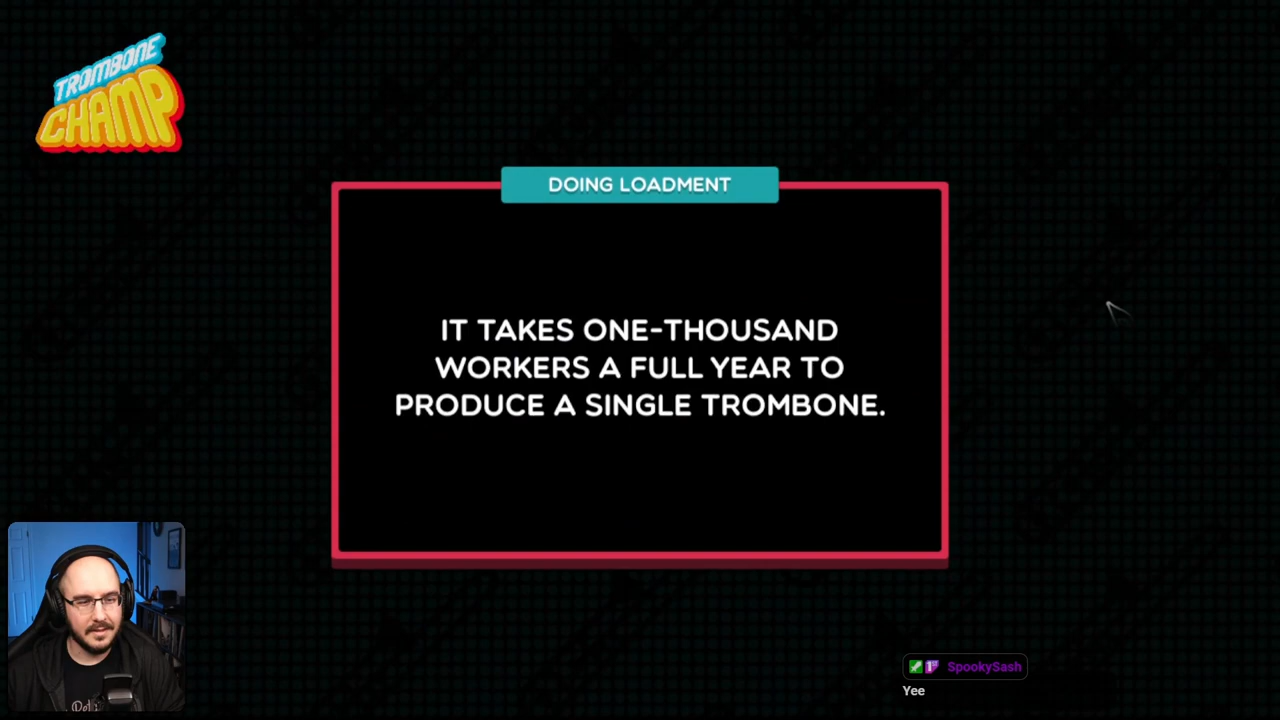 TROMBONE
CHAMP
DOING LOADMENT
IT TAKES ONE-THOUSAND
WORKERS A FULL YEAR TO
PRODUCE A SINGLE TROMBONE.
SpookySash
Yee